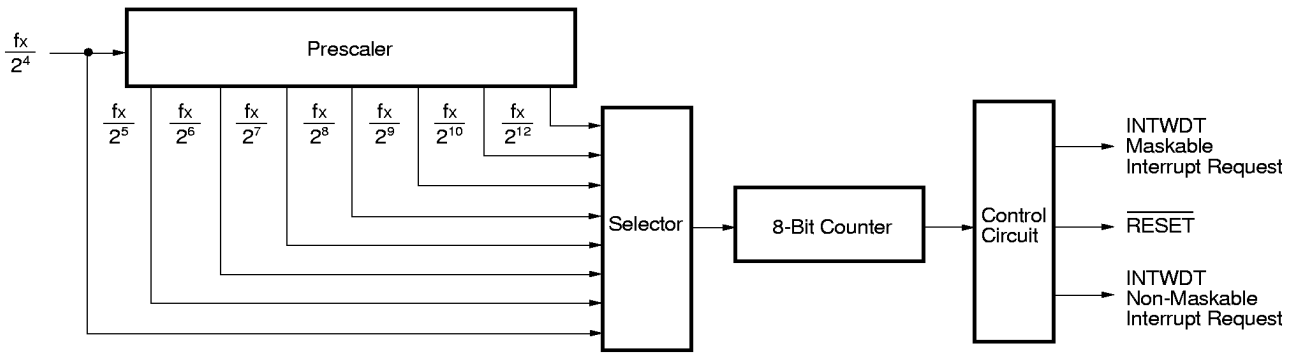 fx
2⁴
Prescaler
fx
2⁵
fx
2⁶
fx
2⁷
fx
2⁸
fx
2⁹
fx
2¹⁰
fx
2¹²
Selector
8-Bit Counter
Control
Circuit
INTWDT
Maskable
Interrupt Request
RESET
INTWDT
Non-Maskable
Interrupt Request